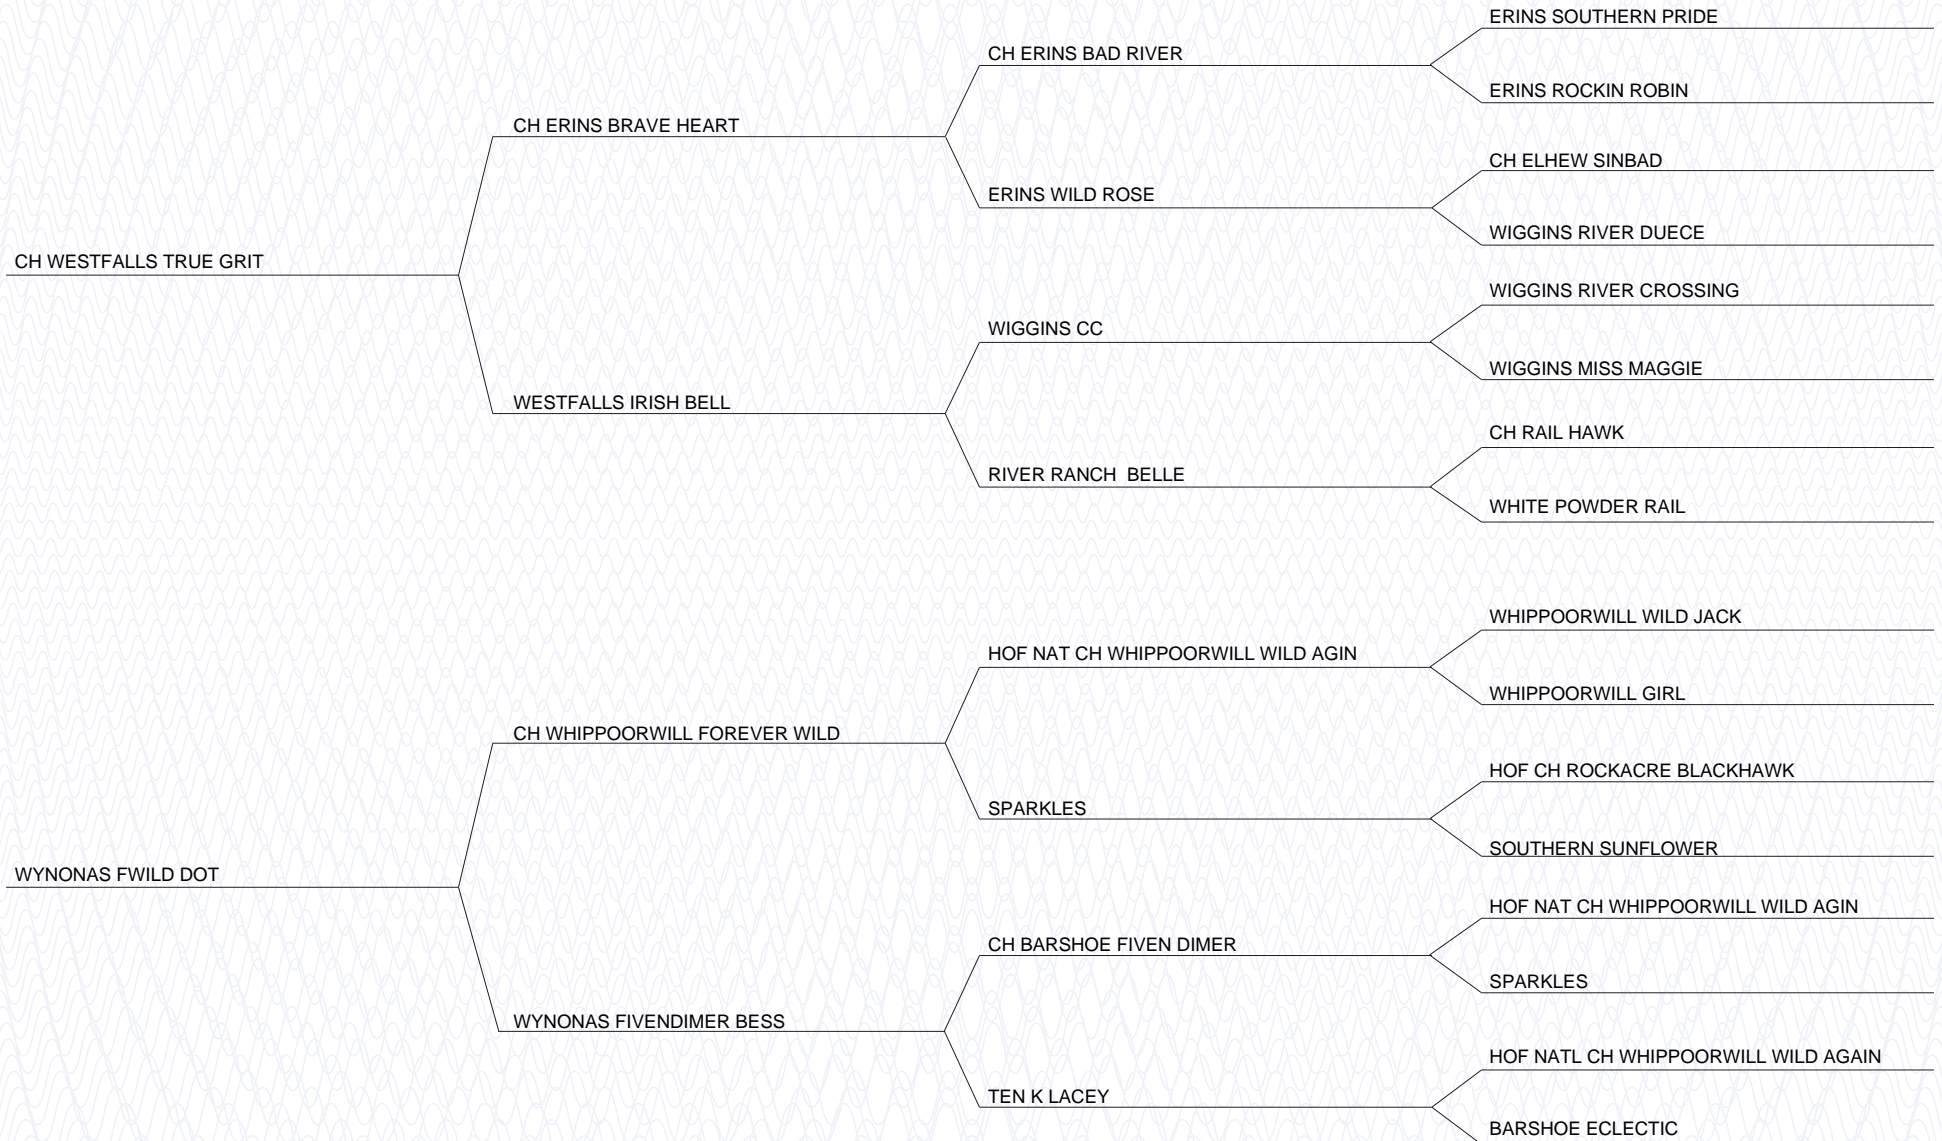 ERINS SOUTHERN PRIDE
CH ERINS BAD RIVER
ERINS ROCKIN ROBIN
CH ERINS BRAVE HEART
CH ELHEW SINBAD
ERINS WILD ROSE
WIGGINS RIVER DUECE
CH WESTFALLS TRUE GRIT
WIGGINS RIVER CROSSING
WIGGINS CC
WIGGINS MISS MAGGIE
WESTFALLS IRISH BELL
CH RAIL HAWK
RIVER RANCH  BELLE
WHITE POWDER RAIL
WHIPPOORWILL WILD JACK
HOF NAT CH WHIPPOORWILL WILD AGIN
WHIPPOORWILL GIRL
CH WHIPPOORWILL FOREVER WILD
HOF CH ROCKACRE BLACKHAWK
SPARKLES
SOUTHERN SUNFLOWER
WYNONAS FWILD DOT
HOF NAT CH WHIPPOORWILL WILD AGIN
CH BARSHOE FIVEN DIMER
SPARKLES
WYNONAS FIVENDIMER BESS
HOF NATL CH WHIPPOORWILL WILD AGAIN
TEN K LACEY
BARSHOE ECLECTIC